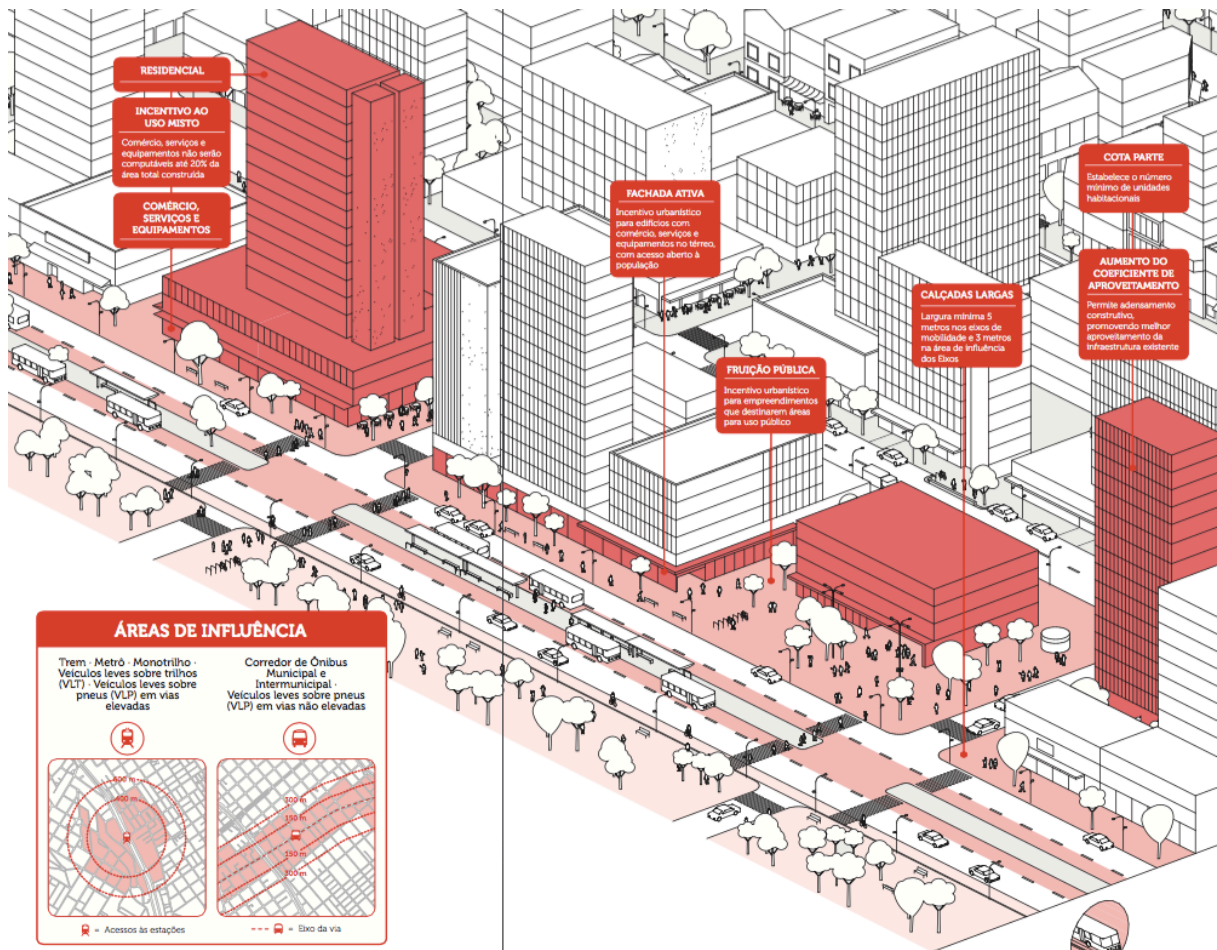 RESIDENCIAL
INCENTIVO AO
USO MISTO
Comércio, serviços e
equipamentos não serão
computáveis até 20% da
área total construída
COMÉRCIO,
SERVIÇOS E
EQUIPAMENTOS
FACHADA ATIVA
Incentivo urbanístico
para edifícios com
comércio, serviços e
equipamentos no térreo,
com acesso aberto à
população
FRUIÇÃO PÚBLICA
Incentivo urbanístico
para empreendimentos
que destinarem áreas
para uso público
CALÇADAS LARGAS
Largura mínima 5
metros nos eixos de
mobilidade e 3 metros
na área de influência
dos Eixos
COTA PARTE
Estabelece o número
mínimo de unidades
habitacionais
AUMENTO DO
COEFICIENTE DE
APROVEITAMENTO
Permite adensamento
construtivo,
promovendo melhor
aproveitamento da
infraestrutura existente
ÁREAS DE INFLUÊNCIA
Trem · Metrô · Monotrilho ·
Veículos leves sobre trilhos
(VLT) · Veículos leves sobre
pneus (VLP) em vias
elevadas
600 m
400 m
= Acessos às estações
Corredor de Ônibus
Municipal e
Intermunicipal ·
Veículos leves sobre pneus
(VLP) em vias não elevadas
300 m
150 m
150 m
300 m
= Eixo da via